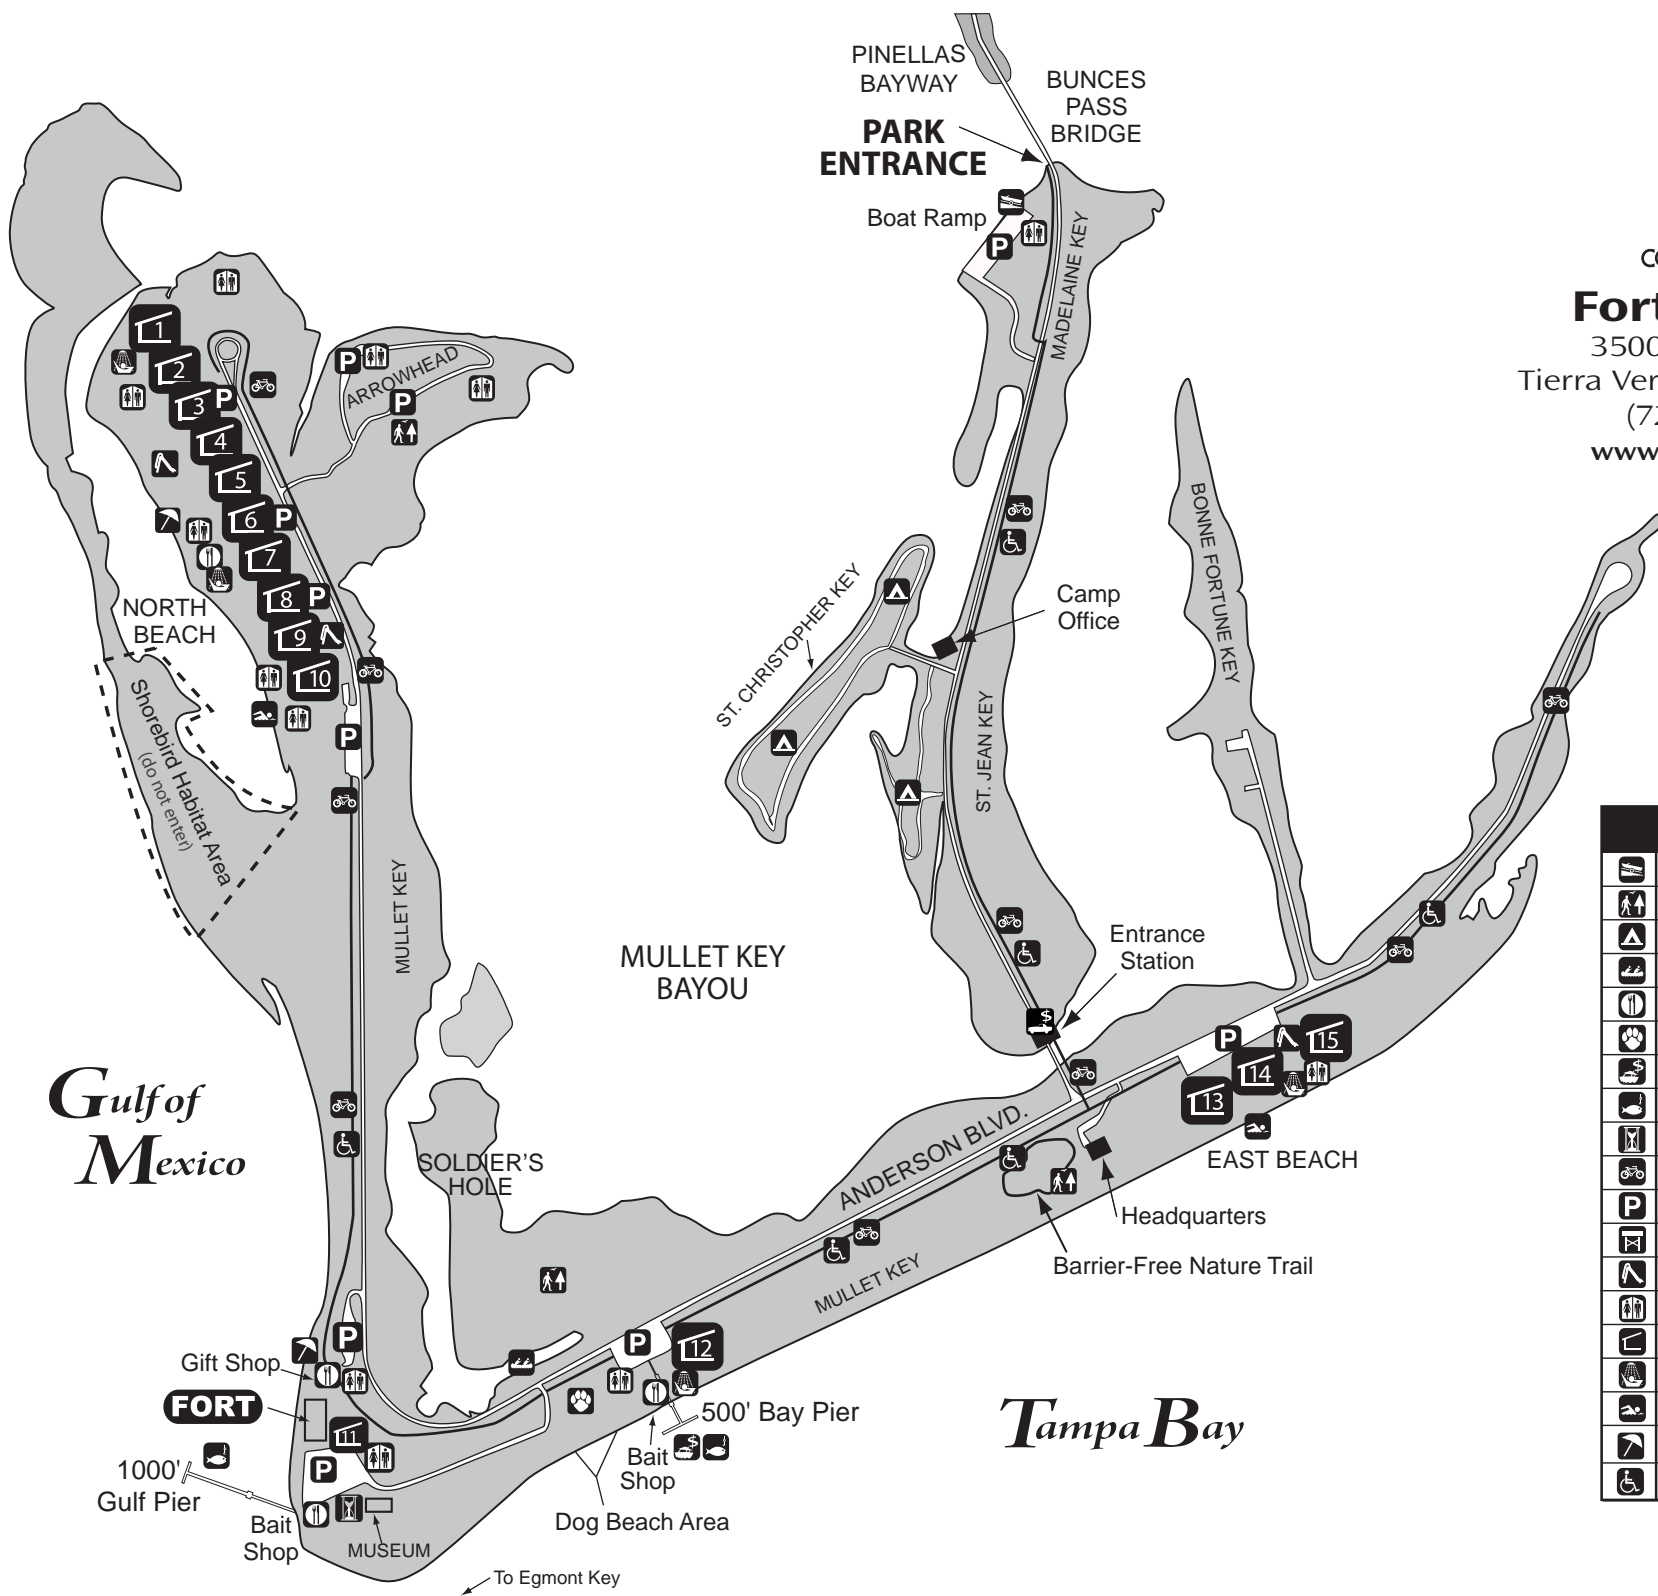 PINELLAS
BAYWAY
BUNCES
PASS
BRIDGE
PARK
ENTRANCE
Boat Ramp
P
MADELAINE KEY
Fort
3500
(72
www
1
2
3
P
4
5
6
P
7
8
P
9
10
P
P
ARROWHEAD
P
NORTH
BEACH
Shorebird Habitat Area
(do not enter)
MULLET KEY
ST. CHRISTOPHER KEY
Camp
Office
ST. JEAN KEY
BONNE FORTUNE KEY
MULLET KEY
BAYOU
Entrance
Station
$
P
15
14
13
EAST BEACH
Gulf of
Mexico
SOLDIER'S
HOLE
ANDERSON BLVD.
Headquarters
Barrier-Free Nature Trail
MULLET KEY
P
Gift Shop
FORT
11
P
1000'
Gulf Pier
Bait
Shop
MUSEUM
P
12
500' Bay Pier
$
Bait
Shop
Dog Beach Area
To Egmont Key
Tampa Bay
$
P